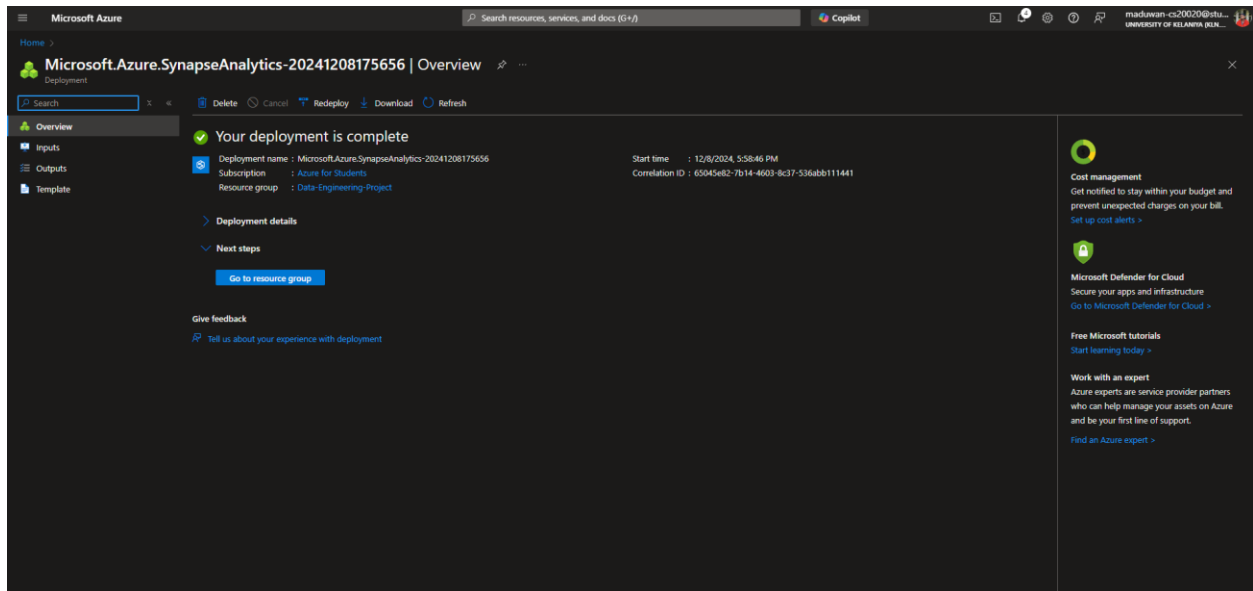 Microsoft Azure
Search resources, services, and docs (G+/)
Copilot
4
maduwan-cs20020@stu...
UNIVERSITY OF KELANIYA (KLN....
Home >
Microsoft.Azure.SynapseAnalytics-20241208175656 | Overview
Deployment
Search
Delete
Cancel
Redeploy
Download
Refresh
Overview
Inputs
Outputs
Template
Your deployment is complete
Deployment name : Microsoft.Azure.SynapseAnalytics-20241208175656
Subscription : Azure for Students
Resource group : Data-Engineering-Project
Start time : 12/8/2024, 5:58:46 PM
Correlation ID : 65045e82-7b14-4603-8c37-536abb111441
Deployment details
Next steps
Go to resource group
Give feedback
Tell us about your experience with deployment
Cost management
Get notified to stay within your budget and
prevent unexpected charges on your bill.
Set up cost alerts >
Microsoft Defender for Cloud
Secure your apps and infrastructure
Go to Microsoft Defender for Cloud >
Free Microsoft tutorials
Start learning today >
Work with an expert
Azure experts are service provider partners
who can help manage your assets on Azure
and be your first line of support.
Find an Azure expert >